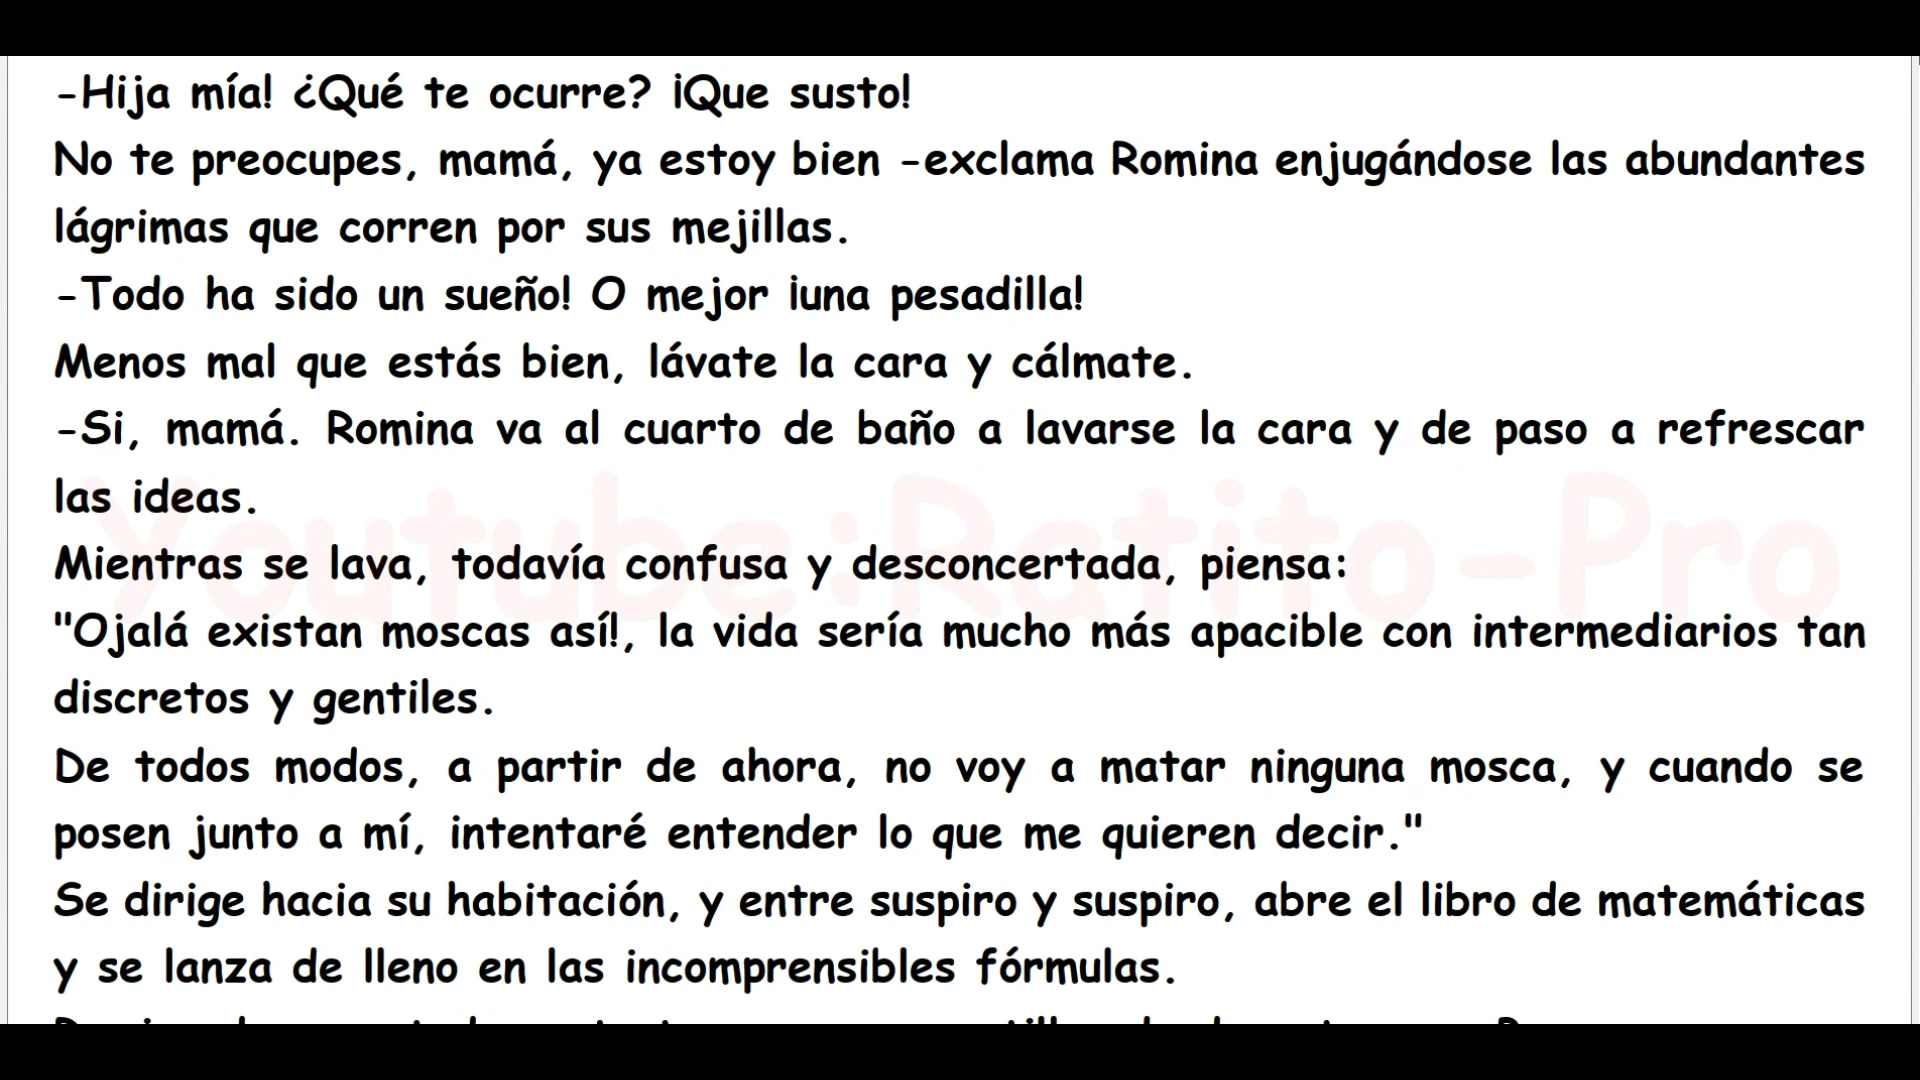 -Hija mía! ¿Qué te ocurre? ¡Que susto!
No te preocupes, mamá, ya estoy bien -exclama Romina enjugándose las abundantes
lágrimas que corren por sus mejillas.
-Todo ha sido un sueño! O mejor ¡una pesadilla!
Menos mal que estás bien, lávate la cara y cálmate.
-Si, mamá. Romina va al cuarto de baño a lavarse la cara y de paso a refrescar
las ideas.
Youtube:Ratito-Pro
Mientras se lava, todavía confusa y desconcertada, piensa:
"Ojalá existan moscas así!, la vida sería mucho más apacible con intermediarios tan
discretos y gentiles.
De todos modos, a partir de ahora, no voy a matar ninguna mosca, y cuando se
posen junto a mí, intentaré entender lo que me quieren decir."
Se dirige hacia su habitación, y entre suspiro y suspiro, abre el libro de matemáticas
y se lanza de lleno en las incomprensibles fórmulas.